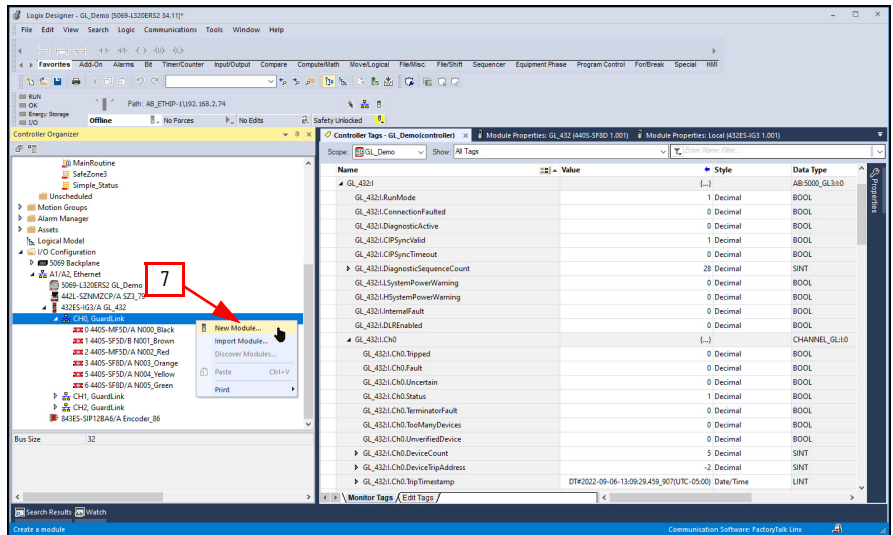 Logix Designer - GL_Demo [5069-L320ERS2 34.11]*
File Edit View Search Logic Communications Tools Window Help
Favorites Add-On Alarms Bit Timer/Counter Input/Output Compare Compute/Math Move/Logical File/Misc. File/Shift Sequencer Equipment Phase Program Control For/Break Special HMI
RUN
OK
Energy Storage
I/O
Path: AB_ETHIP-1\192.168.2.74
Offline No Forces No Edits Safety Unlocked
Controller Organizer
MainRoutine
SafeZone3
Simple_Status
Unscheduled
Motion Groups
Alarm Manager
Assets
Logical Model
I/O Configuration
5069 Backplane
A1/A2, Ethernet
5069-L320ERS2 GL_Demo
442L-SZNMZCP/A SZ3_79
432ES-IG3/A GL_432
CH0, GuardLink
0 440S-MF5D/A N000_Black
1 440S-SF5D/B N001_Brown
2 440S-MF5D/A N002_Red
3 440S-SF8D/A N003_Orange
5 440S-SF5D/A N004_Yellow
6 440S-SF8D/A N005_Green
CH1, GuardLink
CH2, GuardLink
843ES-SIP12BA6/A Encoder_86
Bus Size 32
7
New Module...
Import Module...
Discover Modules...
Paste Ctrl+V
Print
Controller Tags - GL_Demo(controller) × Module Properties: GL_432 (440S-SF8D 1.001) Module Properties: Local (432ES-IG3 1.001)
Scope: GL_Demo Show: All Tags Enter Name Filter...
Name Value Style Data Type
GL_432:I {...} AB:5000_GL3:I:0
GL_432:I.RunMode 1 Decimal BOOL
GL_432:I.ConnectionFaulted 0 Decimal BOOL
GL_432:I.DiagnosticActive 0 Decimal BOOL
GL_432:I.CIPSyncValid 1 Decimal BOOL
GL_432:I.CIPSyncTimeout 0 Decimal BOOL
GL_432:I.DiagnosticSequenceCount 28 Decimal SINT
GL_432:I.LSystemPowerWarning 0 Decimal BOOL
GL_432:I.HSystemPowerWarning 0 Decimal BOOL
GL_432:I.InternalFault 0 Decimal BOOL
GL_432:I.DLREnabled 0 Decimal BOOL
GL_432:I.Ch0 {...} CHANNEL_GL:I:0
GL_432:I.Ch0.Tripped 0 Decimal BOOL
GL_432:I.Ch0.Fault 0 Decimal BOOL
GL_432:I.Ch0.Uncertain 0 Decimal BOOL
GL_432:I.Ch0.Status 1 Decimal BOOL
GL_432:I.Ch0.TerminatorFault 0 Decimal BOOL
GL_432:I.Ch0.TooManyDevices 0 Decimal BOOL
GL_432:I.Ch0.UnverifiedDevice 0 Decimal BOOL
GL_432:I.Ch0.DeviceCount 5 Decimal SINT
GL_432:I.Ch0.DeviceTripAddress -2 Decimal SINT
GL_432:I.Ch0.TripTimestamp DT#2022-09-06-13:09:29.459_907(UTC-05:00) Date/Time LINT
Monitor Tags Edit Tags
Properties
Search Results Watch
Create a module Communication Software: FactoryTalk Linx